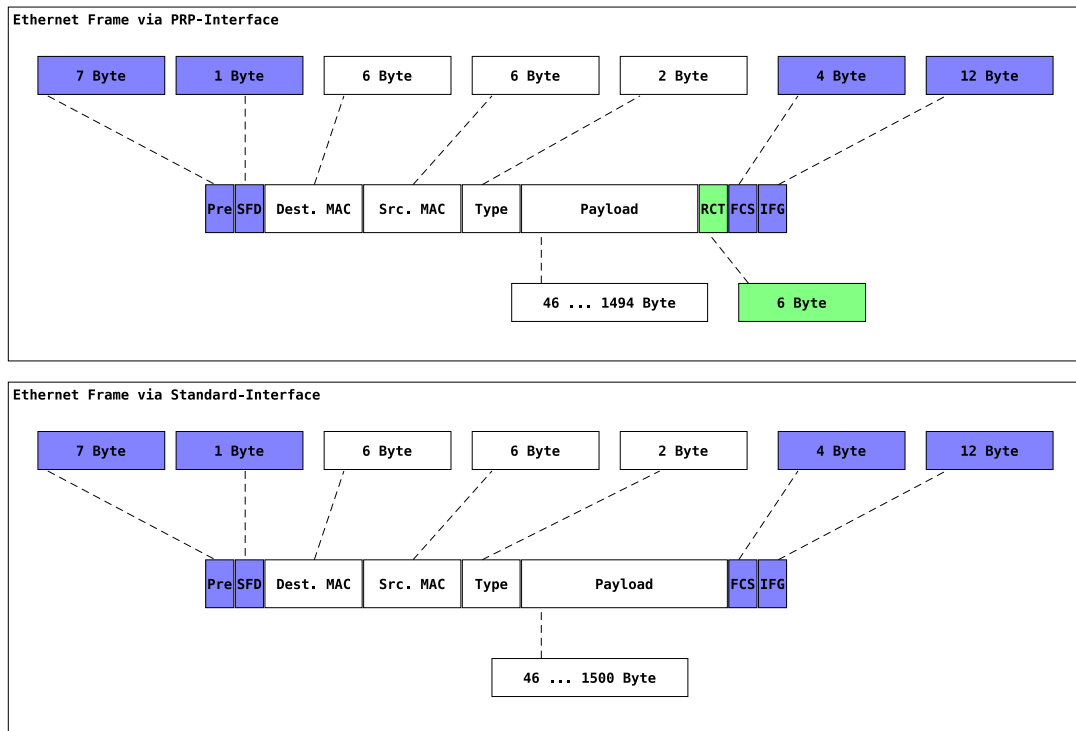 Ethernet Frame via PRP-Interface
7 Byte 1 Byte 6 Byte 6 Byte 2 Byte 4 Byte 12 Byte
Pre SFD Dest. MAC Src. MAC Type Payload RCT FCS IFG
46 ... 1494 Byte 6 Byte
Ethernet Frame via Standard-Interface
7 Byte 1 Byte 6 Byte 6 Byte 2 Byte 4 Byte 12 Byte
Pre SFD Dest. MAC Src. MAC Type Payload FCS IFG
46 ... 1500 Byte